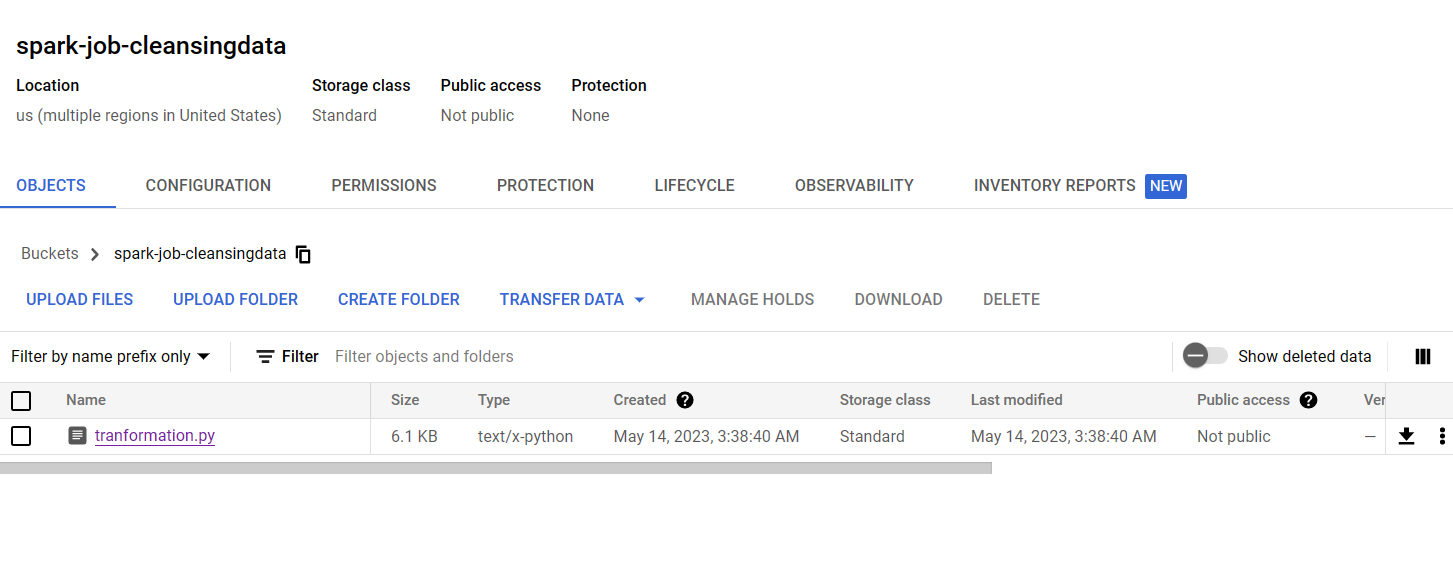 spark-job-cleansingdata
Location Storage class Public access Protection
us (multiple regions in United States) Standard Not public None
OBJECTS CONFIGURATION PERMISSIONS PROTECTION LIFECYCLE OBSERVABILITY INVENTORY REPORTS NEW
Buckets > spark-job-cleansingdata
UPLOAD FILES UPLOAD FOLDER CREATE FOLDER TRANSFER DATA MANAGE HOLDS DOWNLOAD DELETE
Filter by name prefix only Filter Filter objects and folders Show deleted data
Name Size Type Created ? Storage class Last modified Public access ? Ver
tranformation.py 6.1 KB text/x-python May 14, 2023, 3:38:40 AM Standard May 14, 2023, 3:38:40 AM Not public —